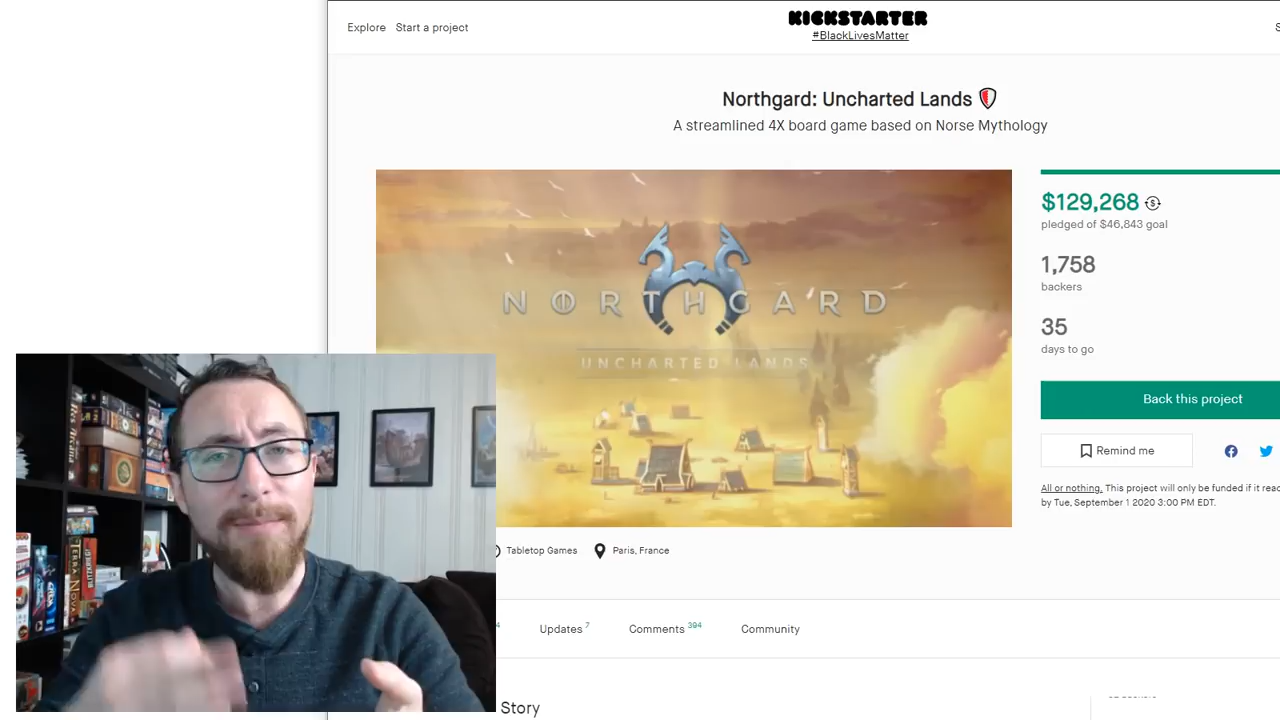 Explore Start a project
KICKSTARTER
#BlackLivesMatter
Northgard: Uncharted Lands
A streamlined 4X board game based on Norse Mythology
NORTHGARD
UNCHARTED LANDS
$129,268
pledged of $46,843 goal
1,758
backers
35
days to go
Back this project
Remind me
All or nothing. This project will only be funded if it
by Tue, September 1 2020 3:00 PM EDT.
Tabletop Games Paris, France
Updates 7 Comments 394 Community
Story
TERRA NOVA
BLITZKRIEG!